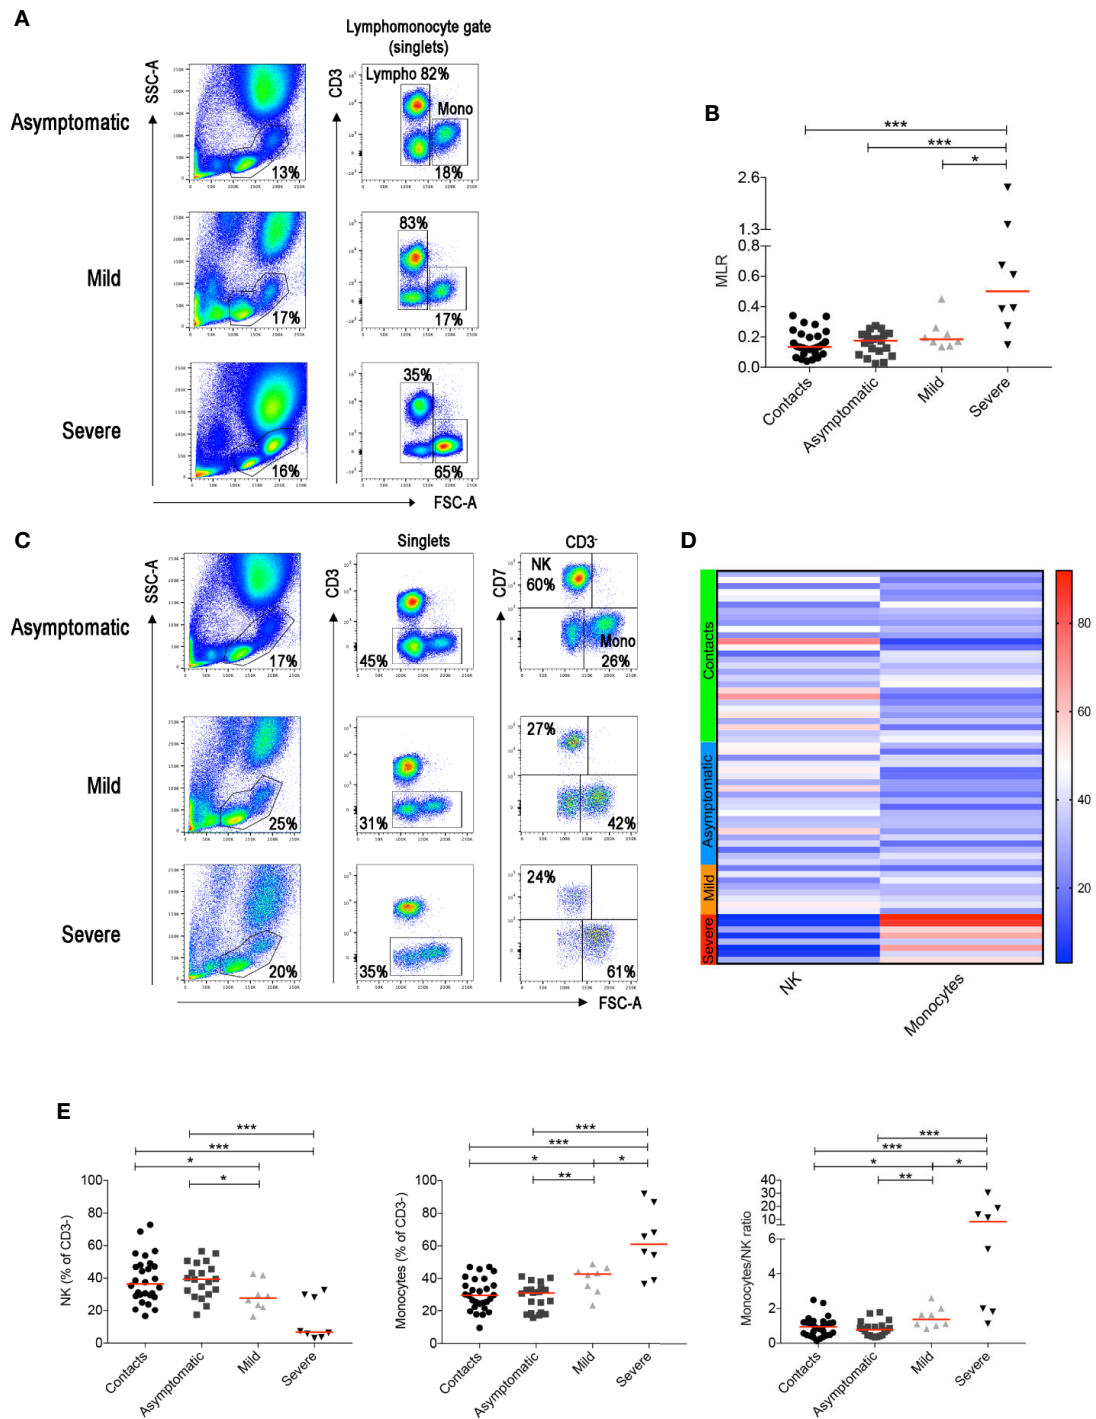 A
Lymphomonocyte gate
(singlets)
SSC-A
CD3
Asymptomatic
Lympho 82%
Mono
13%
18%
Mild
83%
17%
17%
Severe
35%
16%
65%
FSC-A
B
***
***
*
MLR
2.6
1.3
0.8
0.6
0.4
0.2
0.0
Contacts
Asymptomatic
Mild
Severe
C
Singlets
CD3-
SSC-A
CD3
CD7
Asymptomatic
NK
60%
Mono
17%
45%
26%
Mild
27%
25%
31%
42%
Severe
24%
20%
35%
61%
FSC-A
D
Contacts
Asymptomatic
Mild
Severe
80
60
40
20
NK
Monocytes
E
***
***
*
*
NK (% of CD3-)
100
80
60
40
20
0
Contacts
Asymptomatic
Mild
Severe
***
***
* *
**
Monocytes (% of CD3-)
100
80
60
40
20
0
Contacts
Asymptomatic
Mild
Severe
***
***
* *
**
Monocytes/NK ratio
40
30
20
10
6
4
2
0
Contacts
Asymptomatic
Mild
Severe